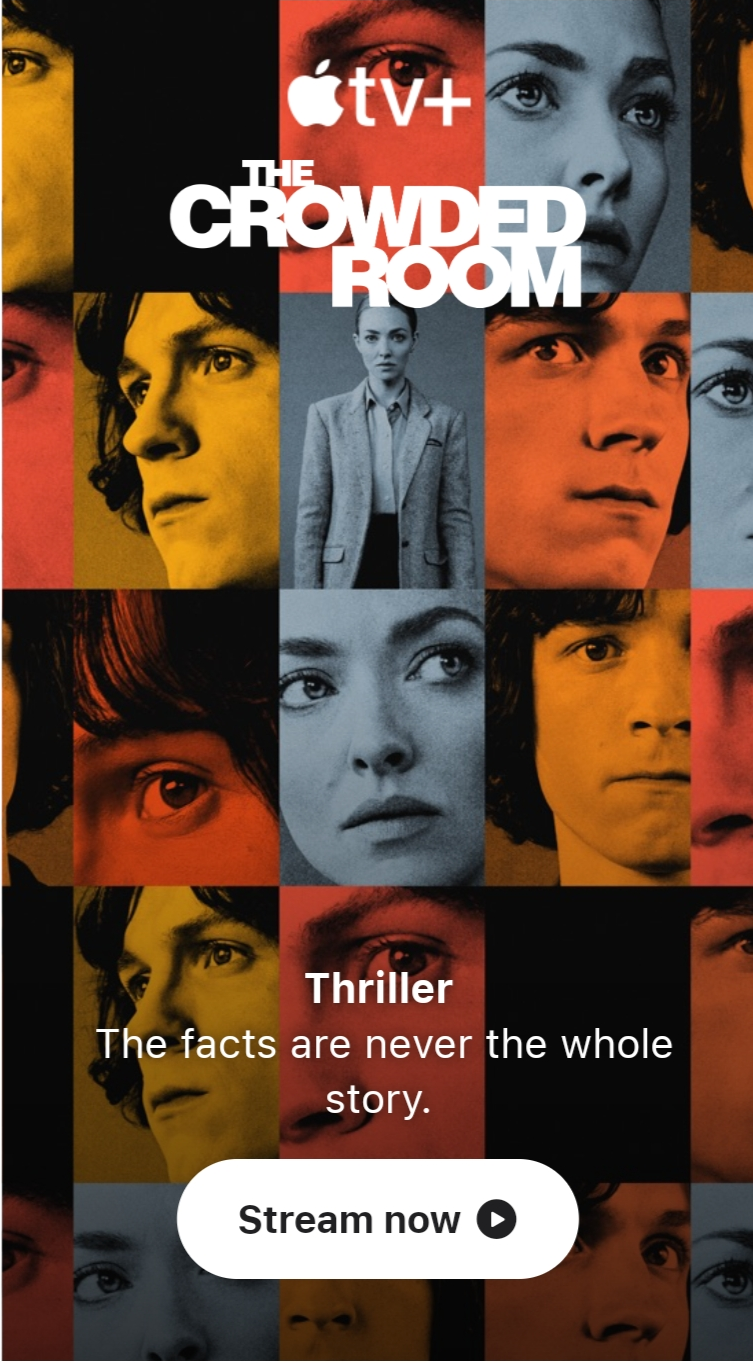 tv+
THE
CROWDED
ROOM
Thriller
The facts are never the whole
story.
Stream now